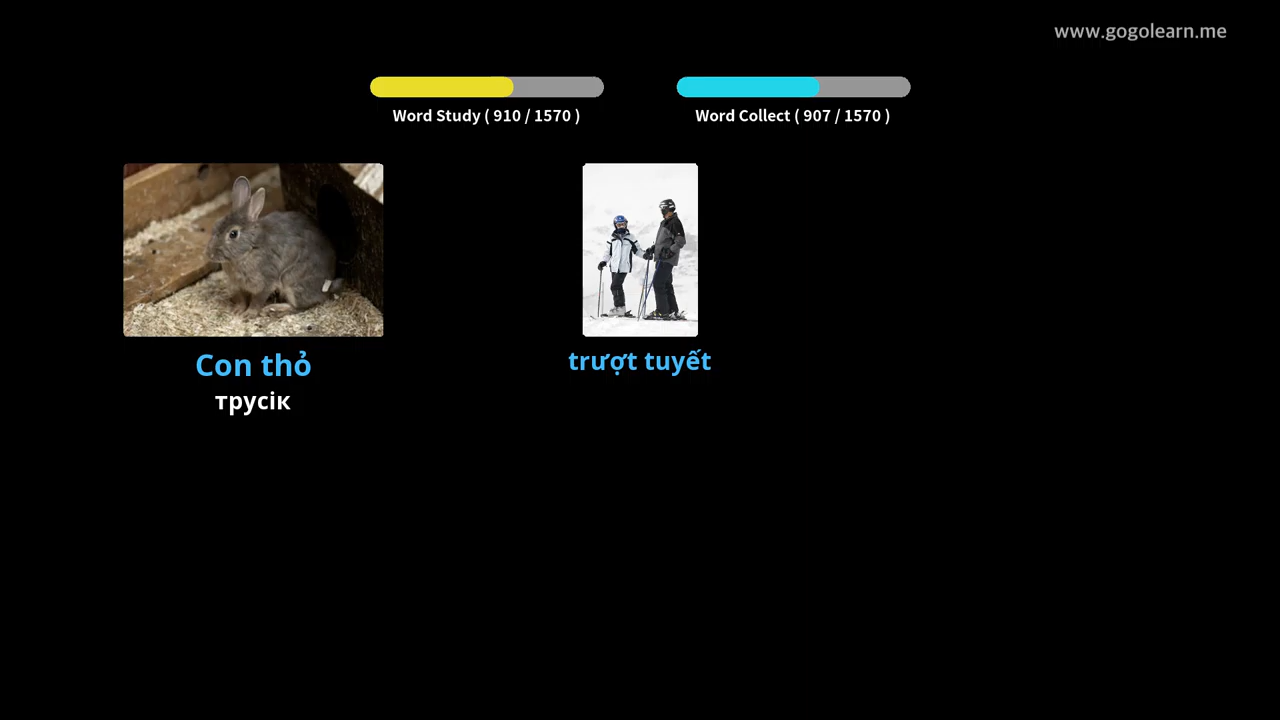 www.gogolearn.me
Word Study ( 910 / 1570 )
Word Collect ( 907 / 1570 )
Con thỏ
трусік
trượt tuyết